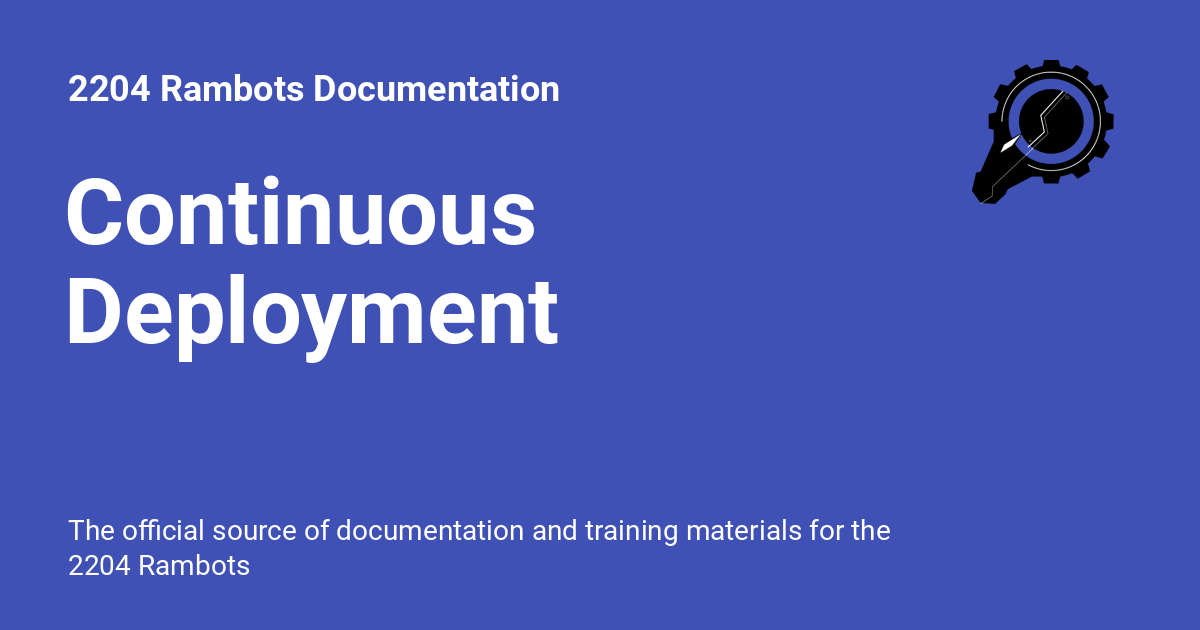 2204 Rambots Documentation
Continuous
Deployment
The official source of documentation and training materials for the
2204 Rambots